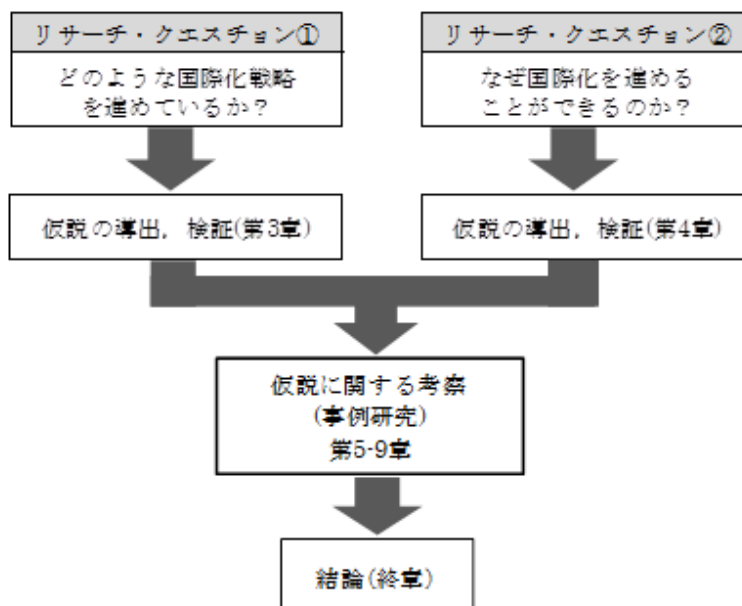 リサーチ・クエスチョン①
どのような国際化戦略
を進めているか?
リサーチ・クエスチョン②
なぜ国際化を進める
ことができるのか?
仮説の導出，検証(第3章)
仮説の導出，検証(第4章)
仮説に関する考察
(事例研究)
第5-9章
結論(終章)